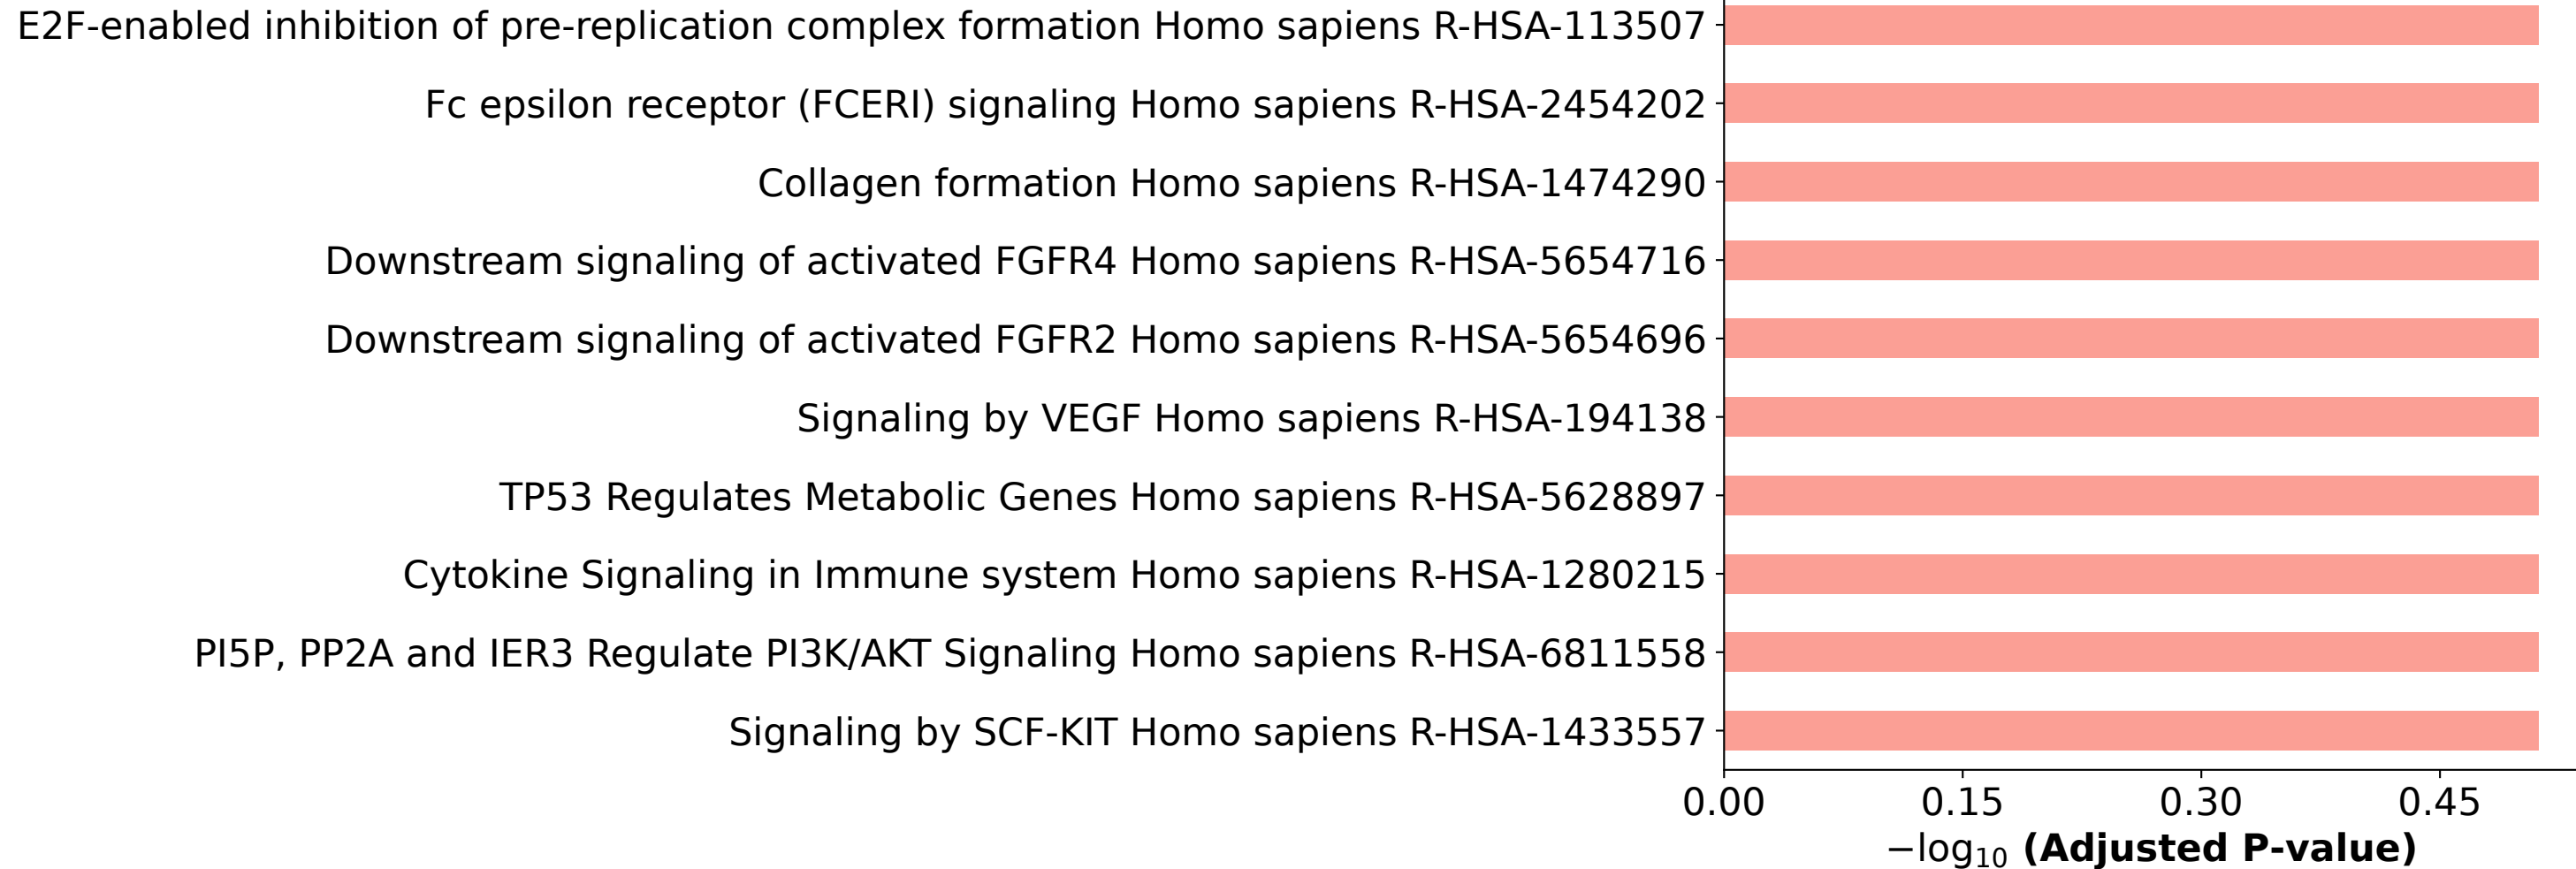 E2F-enabled inhibition of pre-replication complex formation Homo sapiens R-HSA-113507
Fc epsilon receptor (FCERI) signaling Homo sapiens R-HSA-2454202
Collagen formation Homo sapiens R-HSA-1474290
Downstream signaling of activated FGFR4 Homo sapiens R-HSA-5654716
Downstream signaling of activated FGFR2 Homo sapiens R-HSA-5654696
Signaling by VEGF Homo sapiens R-HSA-194138
TP53 Regulates Metabolic Genes Homo sapiens R-HSA-5628897
Cytokine Signaling in Immune system Homo sapiens R-HSA-1280215
PI5P, PP2A and IER3 Regulate PI3K/AKT Signaling Homo sapiens R-HSA-6811558
Signaling by SCF-KIT Homo sapiens R-HSA-1433557
0.00 0.15 0.30 0.45
−log₁₀ (Adjusted P-value)